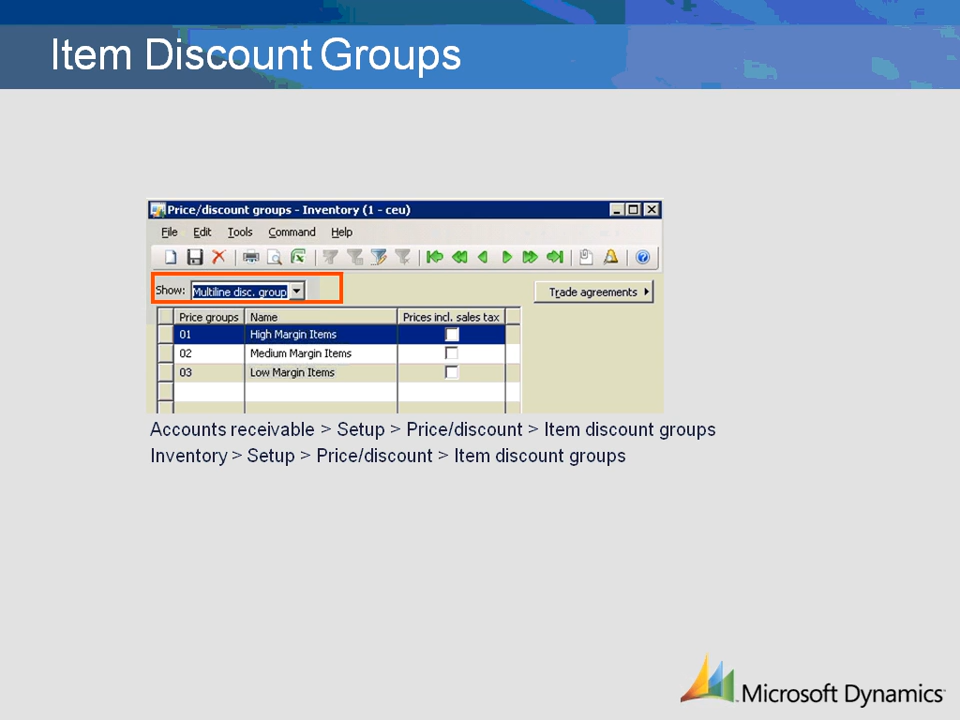 Item Discount Groups
Price/discount groups - Inventory (1 - ceu)
File Edit Tools Command Help
Show: Multiline disc. group
Trade agreements
Price groups Name Prices incl. sales tax
01 High Margin Items
02 Medium Margin Items
03 Low Margin Items
Accounts receivable > Setup > Price/discount > Item discount groups
Inventory > Setup > Price/discount > Item discount groups
Microsoft Dynamics